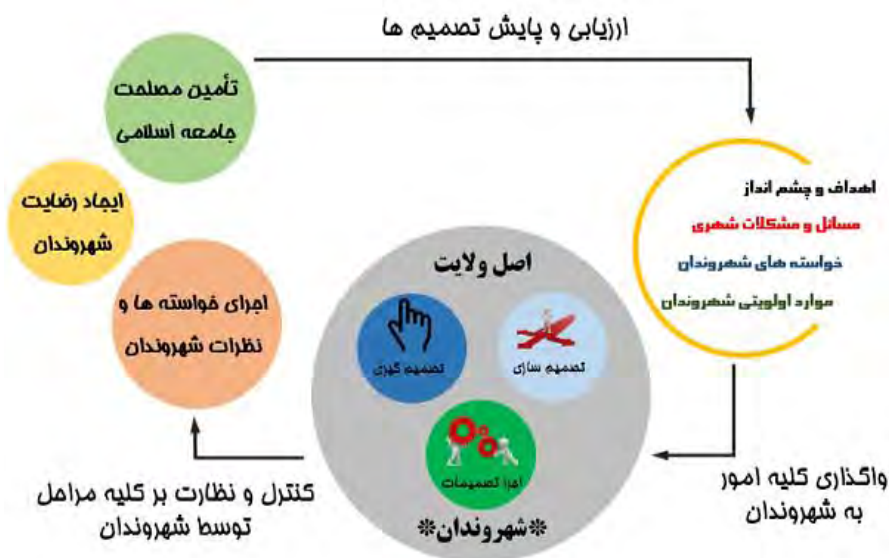 ارزیابی و پایش تصمیم ها
اهداف و چشم انداز
مسائل و مشکلات شهری
خواسته های شهروندان
موارد اولویتی شهروندان
واگذاری کلیه امور
به شهروندان
اصل ولایت
تصمیم سازی
تصمیم گیری
اجرا تصمیمات
*شهروندان*
کنترل و نظارت بر کلیه مراحل
توسط شهروندان
اجرای خواسته ها و
نظرات شهروندان
ایجاد رضایت
شهروندان
تأمین مصلحت
جامعه اسلامی